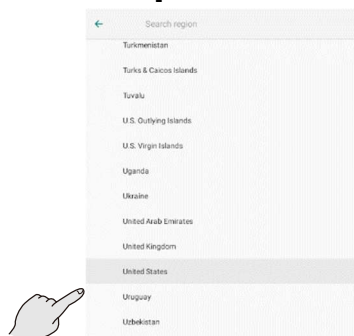 Search region
Turkmenistan
Turks & Caicos Islands
Tuvalu
U.S. Outlying Islands
U.S. Virgin Islands
Uganda
Ukraine
United Arab Emirates
United Kingdom
United States
Uruguay
Uzbekistan